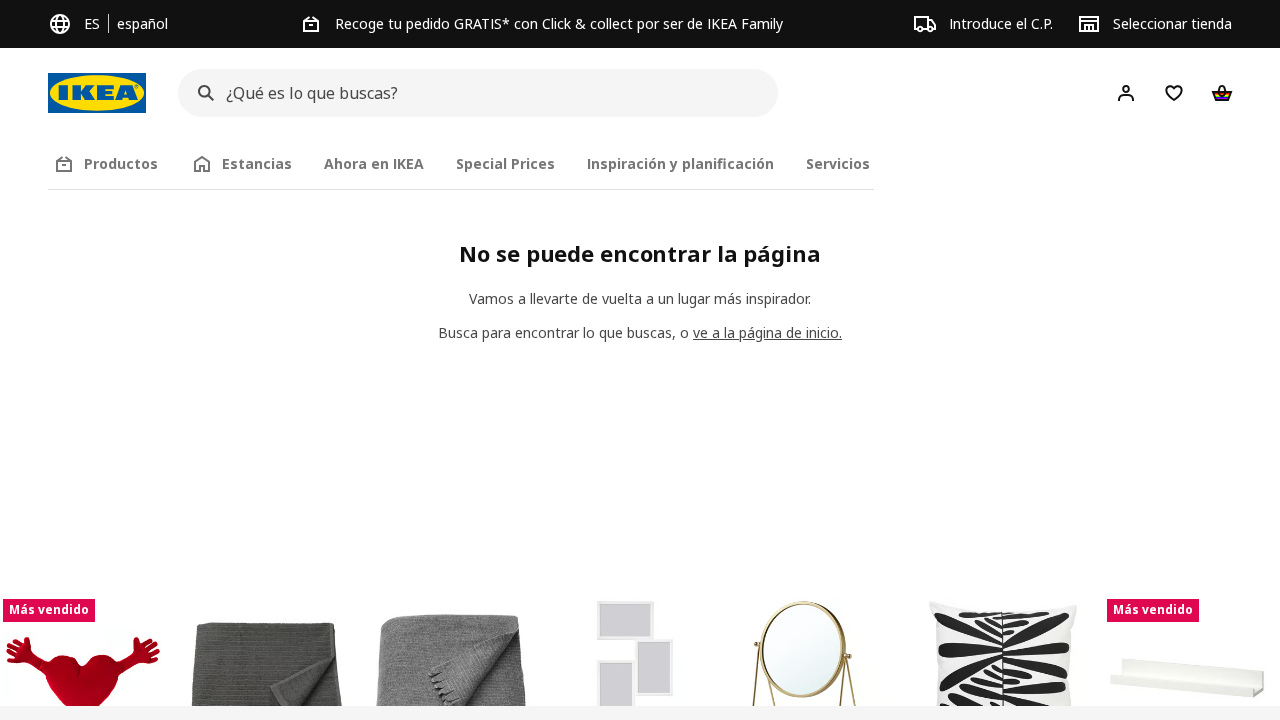 ES español Recoge tu pedido GRATIS* con Click & collect por ser de IKEA Family Introduce el C.P. Seleccionar tienda
IKEA ¿Qué es lo que buscas?
Productos Estancias Ahora en IKEA Special Prices Inspiración y planificación Servicios
No se puede encontrar la página
Vamos a llevarte de vuelta a un lugar más inspirador.
Busca para encontrar lo que buscas, o ve a la página de inicio.
Más vendido Más vendido